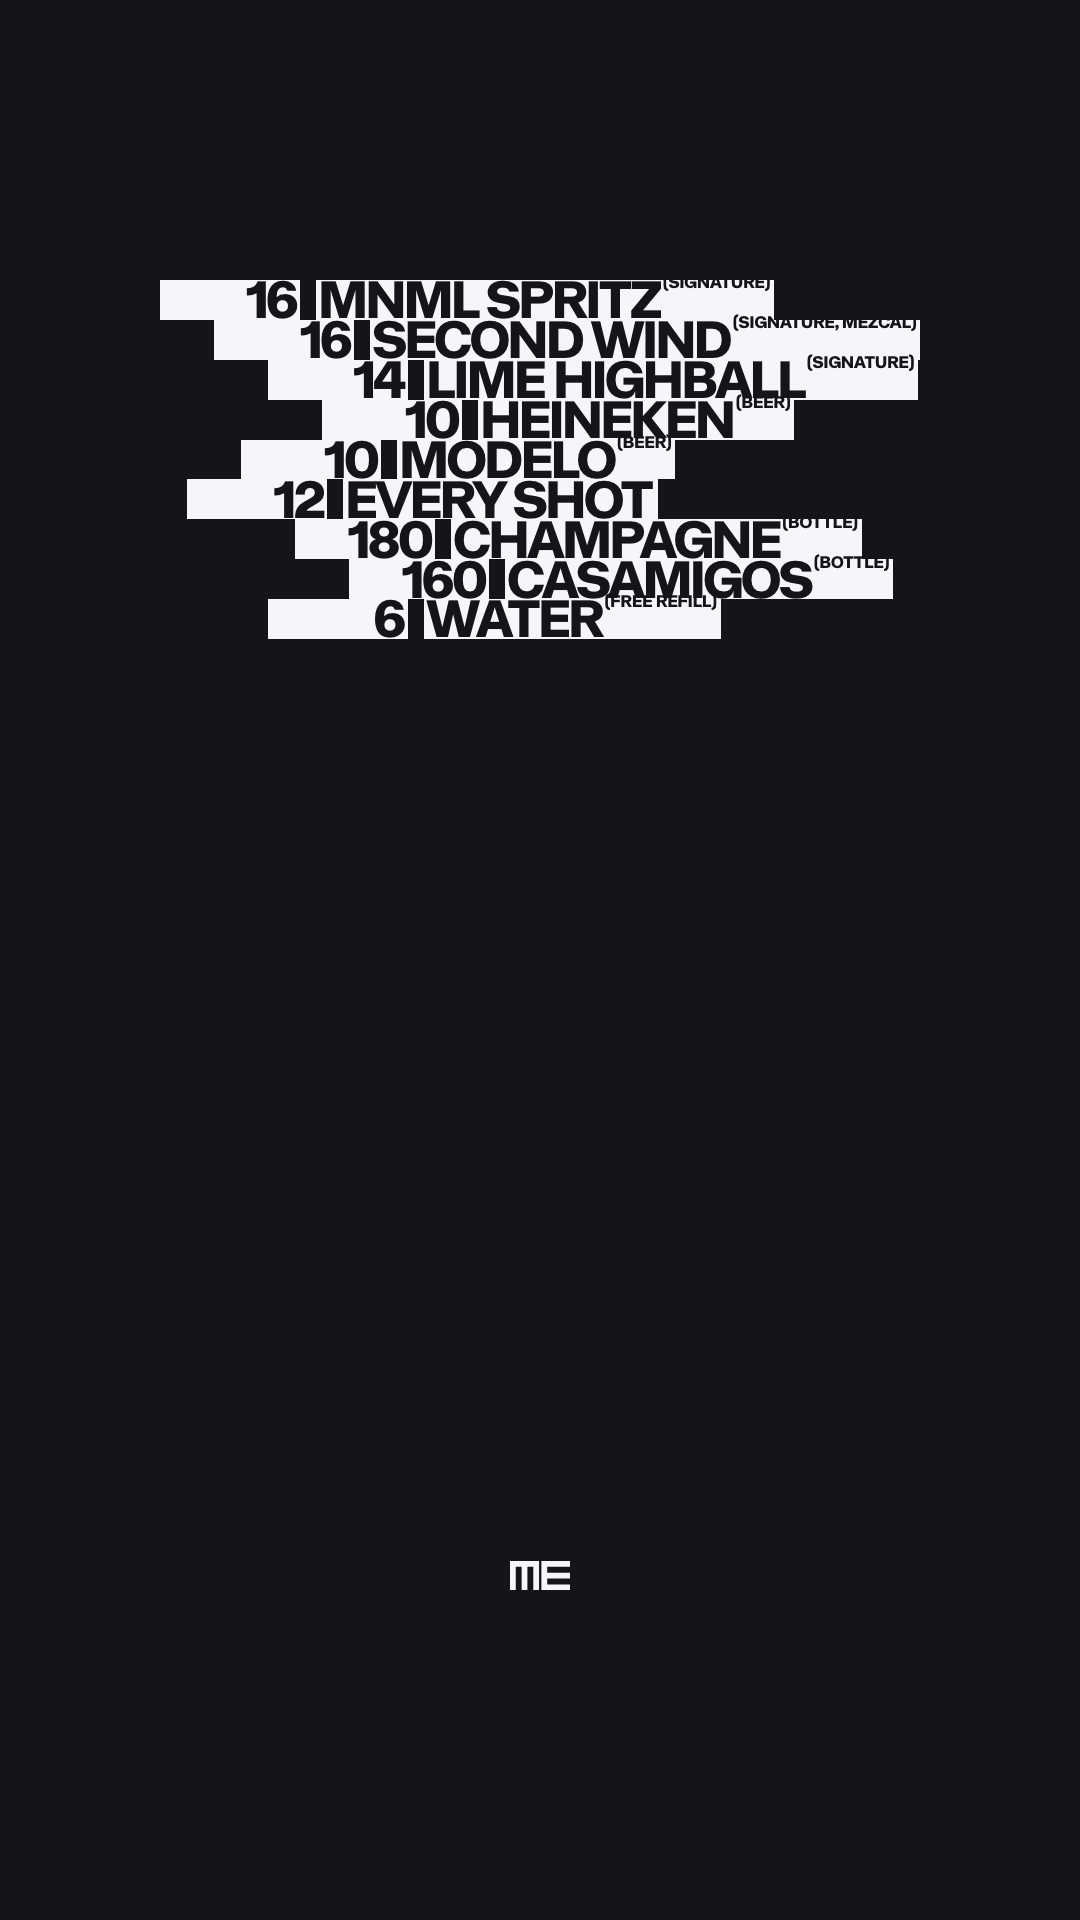 16 MNML SPRITZ (SIGNATURE)
16 SECOND WIND (SIGNATURE, MEZCAL)
14 LIME HIGHBALL (SIGNATURE)
10 HEINEKEN (BEER)
10 MODELO (BEER)
12 EVERY SHOT
180 CHAMPAGNE (BOTTLE)
160 CASAMIGOS (BOTTLE)
6 WATER (FREE REFILL)
ME